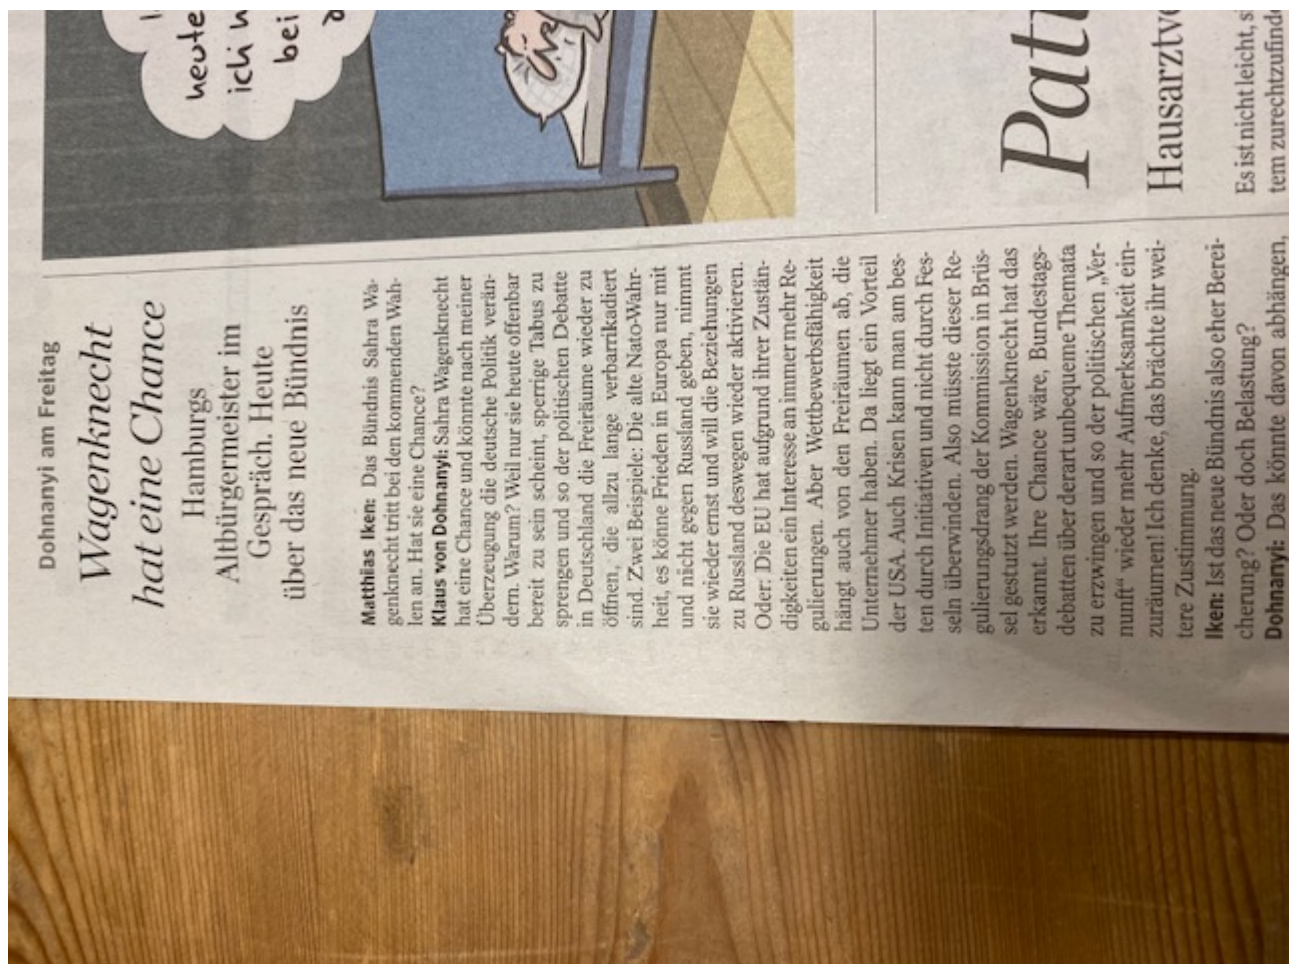 Dohnanyi am Freitag
Wagenknecht
hat eine Chance
Hamburgs
Altbürgermeister im
Gespräch. Heute
über das neue Bündnis
Matthias Iken: Das Bündnis Sahra Wa-
genknecht tritt bei den kommenden Wah-
len an. Hat sie eine Chance?
Klaus von Dohnanyi: Sahra Wagenknecht
hat eine Chance und könnte nach meiner
Überzeugung die deutsche Politik verän-
dern. Warum? Weil nur sie heute offenbar
bereit zu sein scheint, sperrige Tabus zu
sprengen und so der politischen Debatte
in Deutschland die Freiräume wieder zu
öffnen, die allzu lange verbarrikadiert
sind. Zwei Beispiele: Die alte Nato-Wahr-
heit, es könne Frieden in Europa nur mit
und nicht gegen Russland geben, nimmt
sie wieder ernst und will die Beziehungen
zu Russland deswegen wieder aktivieren.
Oder: Die EU hat aufgrund ihrer Zustän-
digkeiten ein Interesse an immer mehr Re-
gulierungen. Aber Wettbewerbsfähigkeit
hängt auch von den Freiräumen ab, die
Unternehmer haben. Da liegt ein Vorteil
der USA. Auch Krisen kann man am bes-
ten durch Initiativen und nicht durch Fes-
seln überwinden. Also müsste dieser Re-
gulierungsdrang der Kommission in Brüs-
sel gestutzt werden. Wagenknecht hat das
erkannt. Ihre Chance wäre, Bundestags-
debatten über derart unbequeme Themata
zu erzwingen und so der politischen „Ver-
nunft“ wieder mehr Aufmerksamkeit ein-
zuräumen! Ich denke, das brächte ihr wei-
tere Zustimmung.
Iken: Ist das neue Bündnis also eher Berei-
cherung? Oder doch Belastung?
Dohnanyi: Das könnte davon abhängen,
heute
ich
bei
Hausarztv
Es ist nicht leicht,
tem zurechtzufind